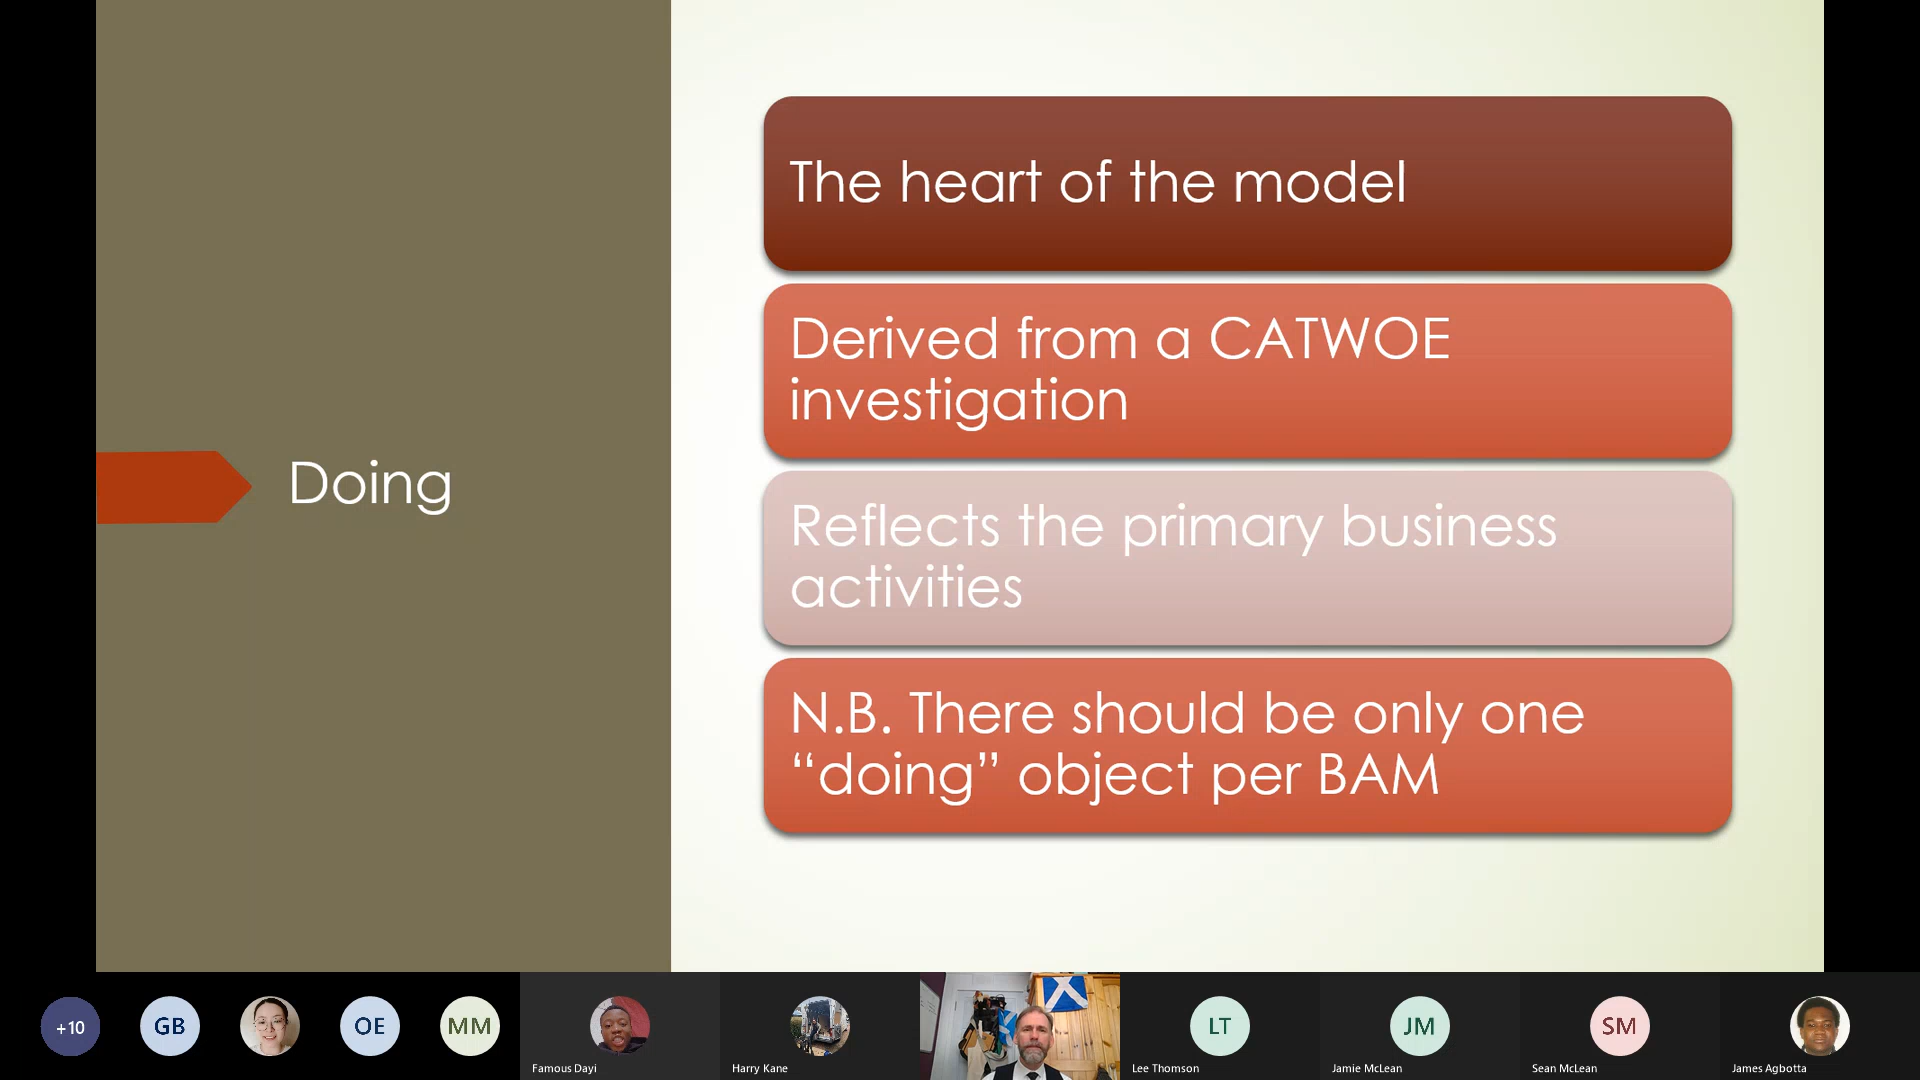 Doing
The heart of the model
Derived from a CATWOE
investigation
Reflects the primary business
activities
N.B. There should be only one
“doing” object per BAM
+10
GB
OE
MM
Famous Dayi
Harry Kane
LT
Lee Thomson
JM
Jamie McLean
SM
Sean McLean
James Agbotta